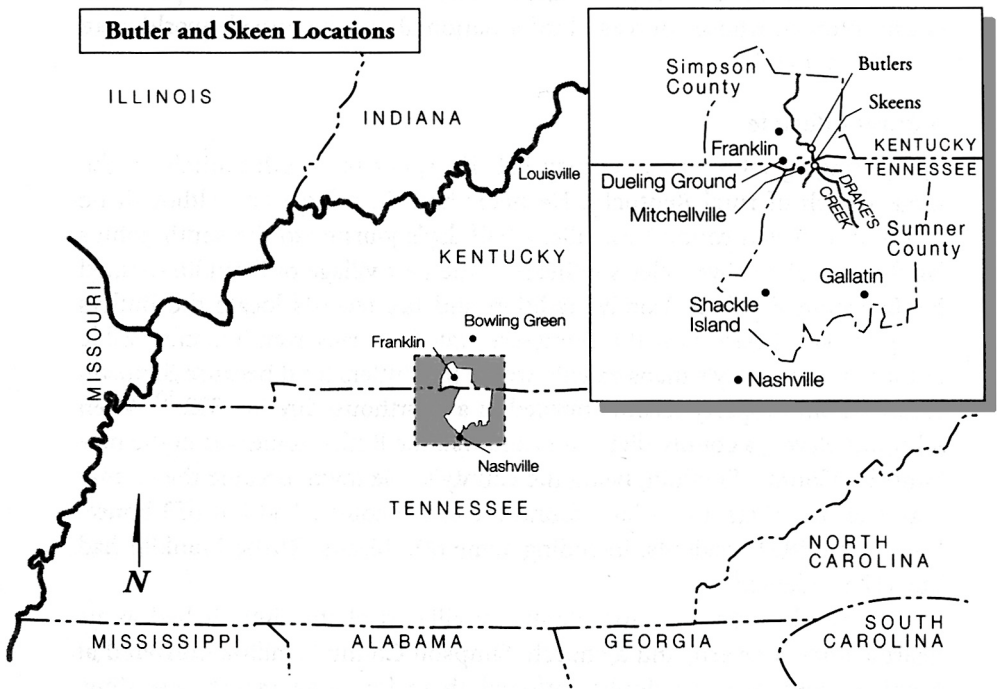 Butler and Skeen Locations
ILLINOIS
INDIANA
Louisville
KENTUCKY
MISSOURI
Bowling Green
Franklin
Nashville
TENNESSEE
N
MISSISSIPPI
ALABAMA
GEORGIA
NORTH
CAROLINA
SOUTH
CAROLINA
Simpson
County
Butlers
Skeens
Franklin
KENTUCKY
TENNESSEE
Dueling Ground
Mitchellville
DRAKE'S
CREEK
Sumner
County
Gallatin
Shackle
Island
Nashville